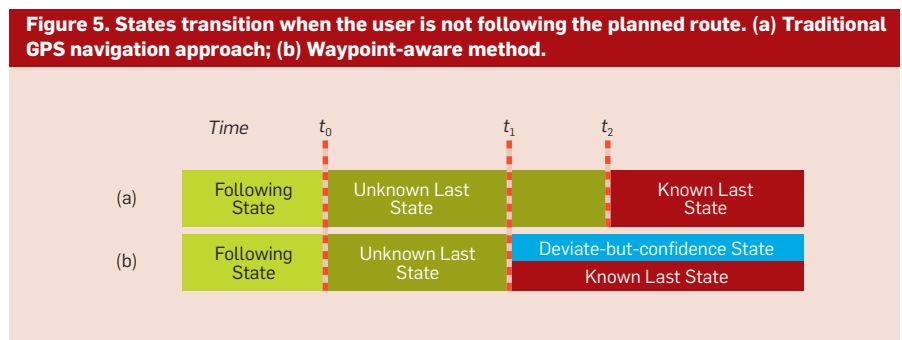 Figure 5. States transition when the user is not following the planned route. (a) Traditional
GPS navigation approach; (b) Waypoint-aware method.
Time t0 t1 t2
(a)
Following
State
Unknown Last
State
Known Last
State
(b)
Following
State
Unknown Last
State
Deviate-but-confidence State
Known Last State